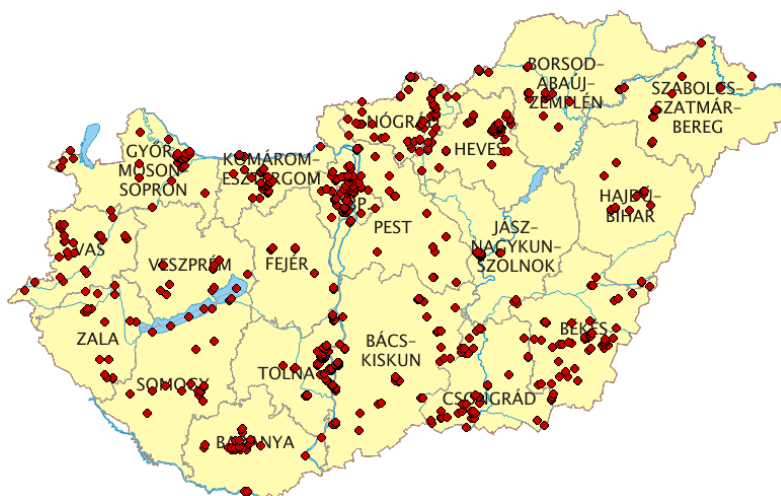 BORSOD–
ABAÚJ–
ZEMPLÉN
SZABOLCS–
SZATMÁR–
BEREG
NÓGRÁD
HEVES
GYŐR–
MOSON–
SOPRON
KOMÁROM–
ESZTERGOM
BP.
PEST
HAJDÚ–
BIHAR
VAS
VESZPRÉM
FEJÉR
JÁSZ–
NAGYKUN–
SZOLNOK
ZALA
BÁCS–
KISKUN
BÉKÉS
SOMOGY
TOLNA
CSONGRÁD
BARANYA